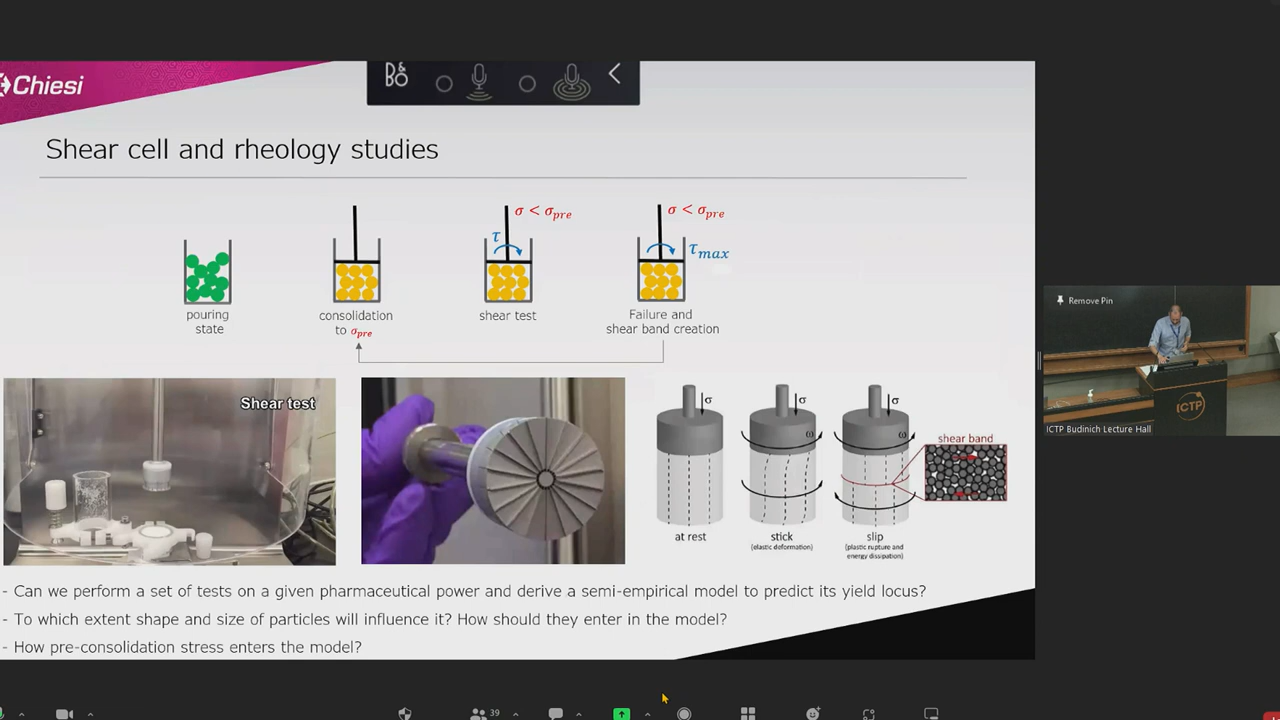 Chiesi
B&O
Shear cell and rheology studies
σ < σpre
σ < σpre
τ
τmax
pouring
state
consolidation
to σpre
shear test
Failure and
shear band creation
Shear test
σ
σ
σ
ω
ω
shear band
at rest
stick
(elastic deformation)
slip
(plastic rupture and
energy dissipation)
- Can we perform a set of tests on a given pharmaceutical power and derive a semi-empirical model to predict its yield locus?
- To which extent shape and size of particles will influence it? How should they enter in the model?
- How pre-consolidation stress enters the model?
Remove Pin
ICTP
ICTP Budinich Lecture Hall
39